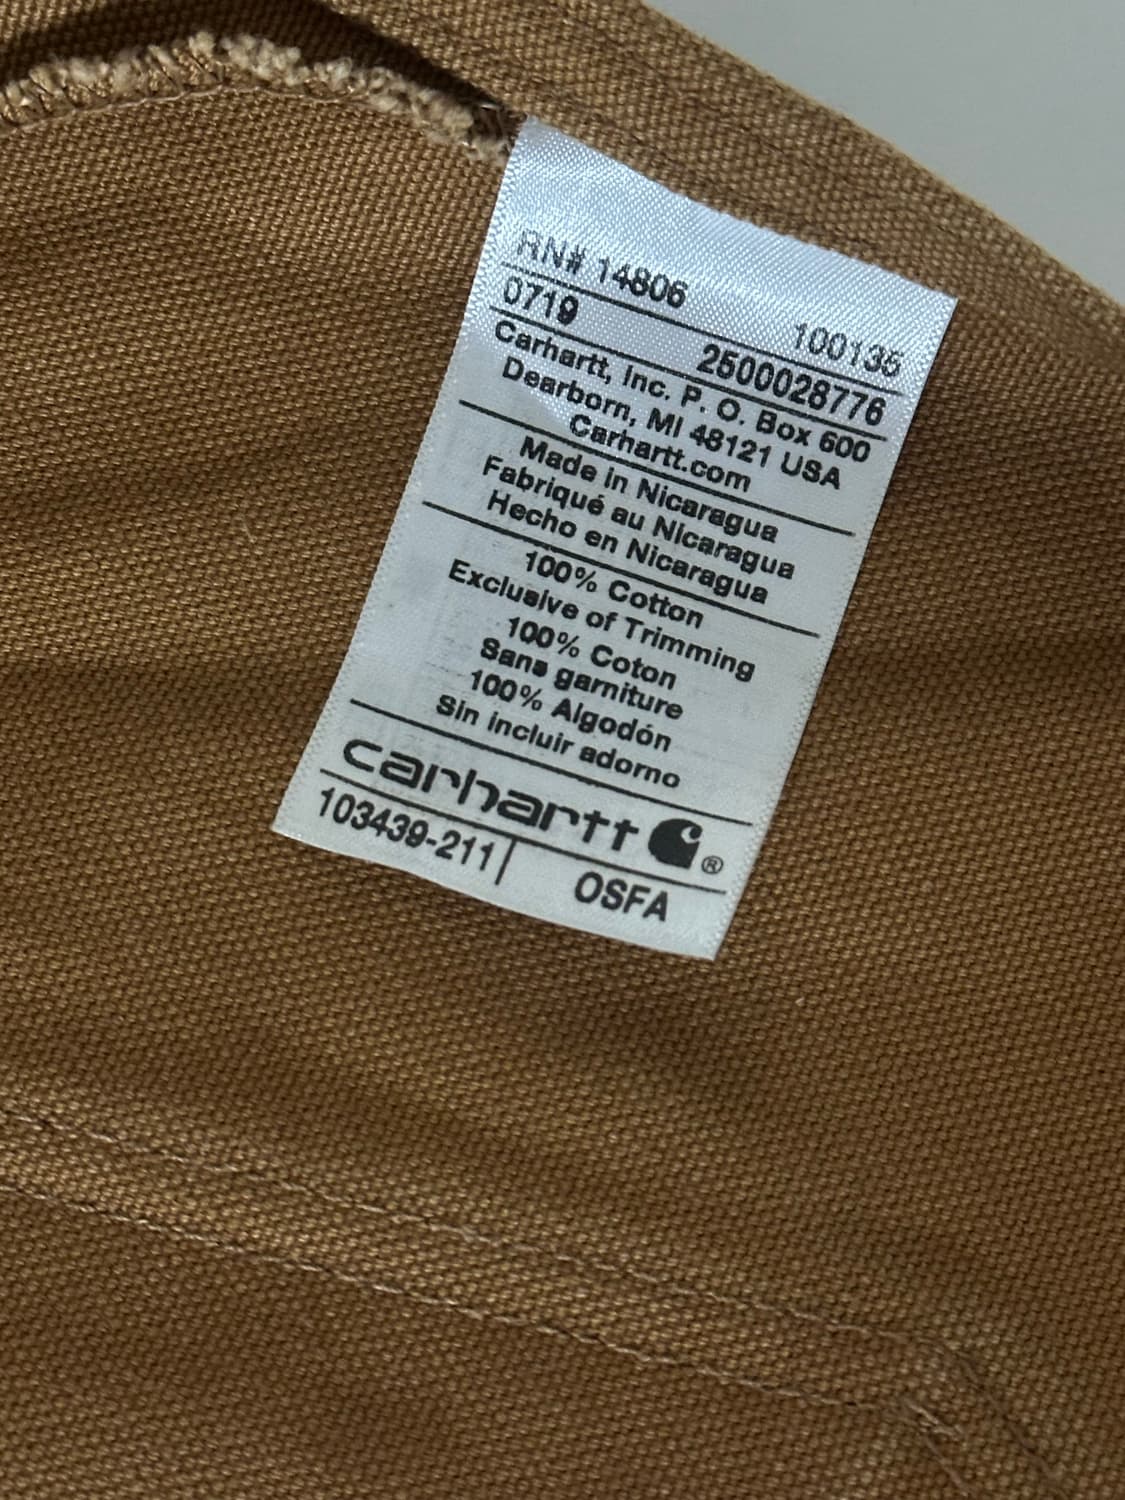 RN# 14806 100135
0719 2500028776
Carhartt, Inc. P. O. Box 600
Dearborn, MI 48121 USA
Carhartt.com
Made in Nicaragua
Fabriqué au Nicaragua
Hecho en Nicaragua
100% Cotton
Exclusive of Trimming
100% Coton
Sans garniture
100% Algodón
Sin incluir adorno
carhartt ®
103439-211 OSFA